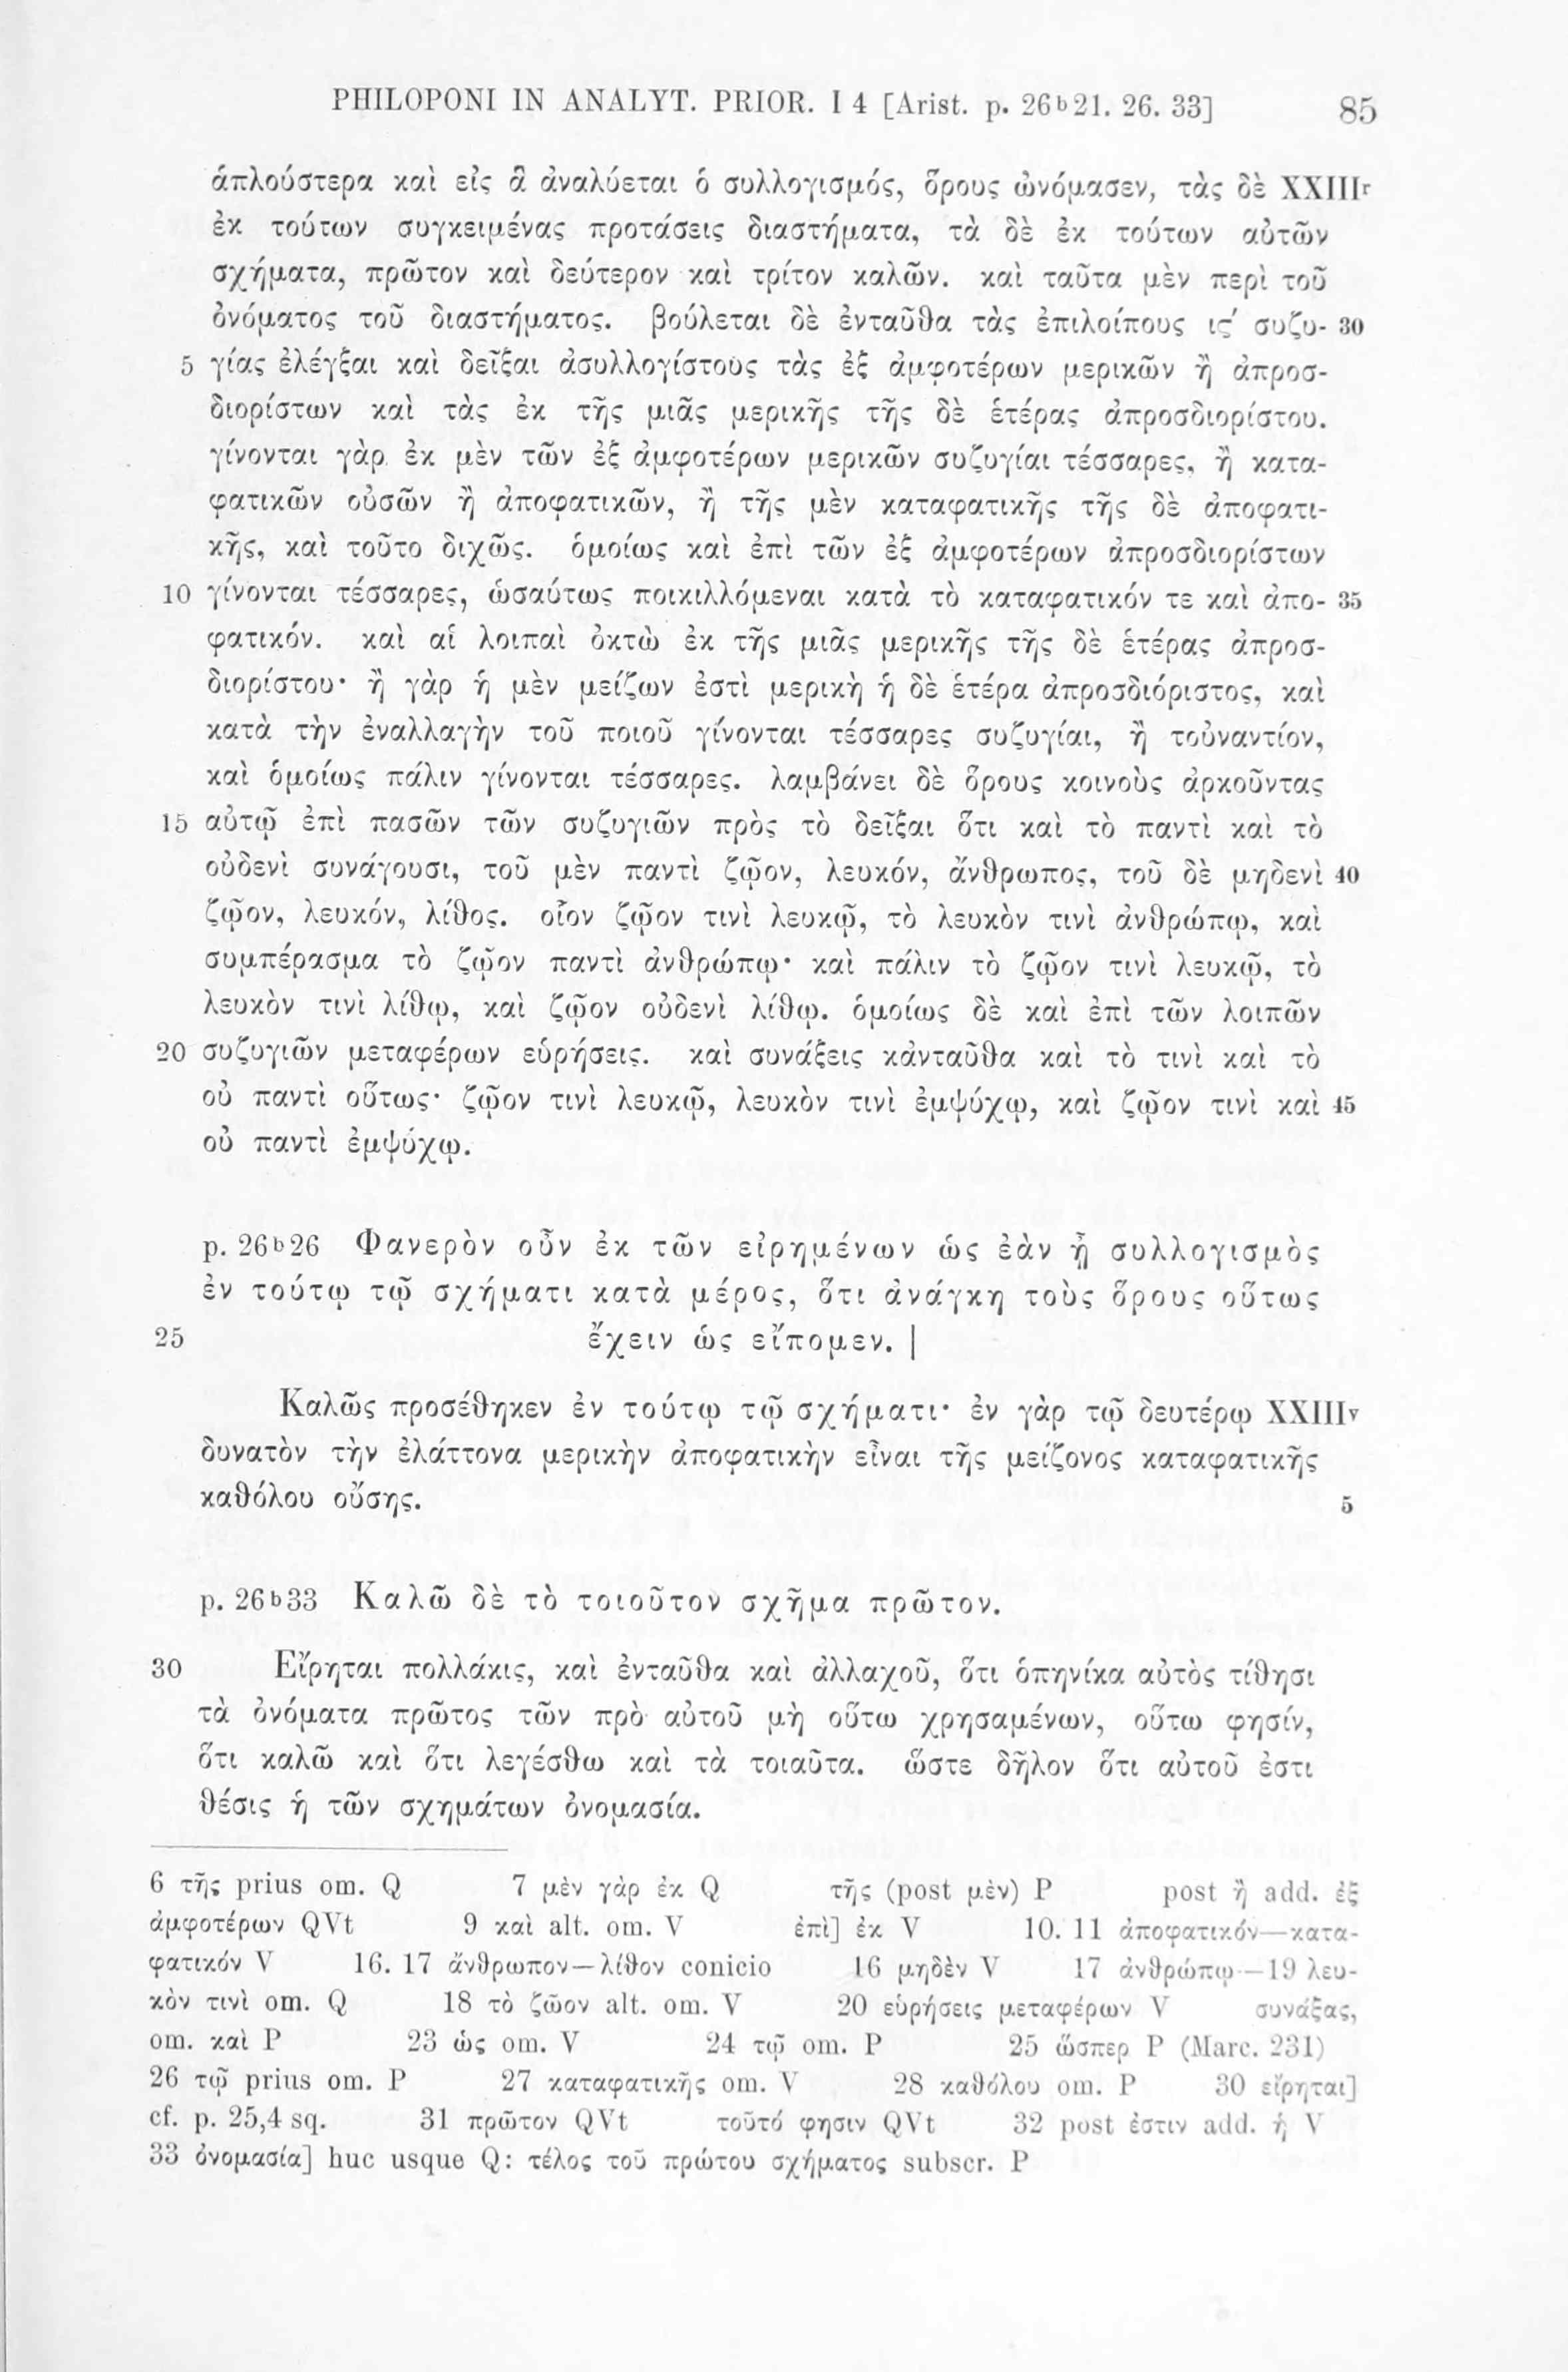 PHILOPONI IN ANALYT. PRIOR. I 4 [Arist. p. 26b21. 26. 33] 85
ἁπλούστερα καὶ εἰς ἃ ἀναλύεται ὁ συλλογισμός, ὅρους ὠνόμασεν, τὰς δὲ XXIIIr
ἐκ τούτων συγκειμένας προτάσεις διαστήματα, τὰ δὲ ἐκ τούτων αὐτῶν
σχήματα, πρῶτον καὶ δεύτερον καὶ τρίτον καλῶν. καὶ ταῦτα μὲν περὶ τοῦ
ὀνόματος τοῦ διαστήματος. βούλεται δὲ ἐνταῦθα τὰς ἐπιλοίπους ις΄ συζυ- 30
5 γίας ἐλέγξαι καὶ δεῖξαι ἀσυλλογίστους τὰς ἐξ ἀμφοτέρων μερικῶν ἢ ἀπροσ-
διορίστων καὶ τὰς ἐκ τῆς μιᾶς μερικῆς τῆς δὲ ἑτέρας ἀπροσδιορίστου.
γίνονται γὰρ ἐκ μὲν τῶν ἐξ ἀμφοτέρων μερικῶν συζυγίαι τέσσαρες, ἢ κατα-
φατικῶν οὐσῶν ἢ ἀποφατικῶν, ἢ τῆς μὲν καταφατικῆς τῆς δὲ ἀποφατι-
κῆς, καὶ τοῦτο διχῶς. ὁμοίως καὶ ἐπὶ τῶν ἐξ ἀμφοτέρων ἀπροσδιορίστων
10 γίνονται τέσσαρες, ὡσαύτως ποικιλλόμεναι κατὰ τὸ καταφατικόν τε καὶ ἀπο- 35
φατικόν. καὶ αἱ λοιπαὶ ὀκτὼ ἐκ τῆς μιᾶς μερικῆς τῆς δὲ ἑτέρας ἀπροσ-
διορίστου· ἢ γὰρ ἡ μὲν μείζων ἐστὶ μερικὴ ἡ δὲ ἑτέρα ἀπροσδιόριστος, καὶ
κατὰ τὴν ἐναλλαγὴν τοῦ ποιοῦ γίνονται τέσσαρες συζυγίαι, ἢ τοὐναντίον,
καὶ ὁμοίως πάλιν γίνονται τέσσαρες. λαμβάνει δὲ ὅρους κοινοὺς ἀρκοῦντας
15 αὐτῷ ἐπὶ πασῶν τῶν συζυγιῶν πρὸς τὸ δεῖξαι ὅτι καὶ τὸ παντὶ καὶ τὸ
οὐδενὶ συνάγουσι, τοῦ μὲν παντὶ ζῷον, λευκόν, ἄνθρωπος, τοῦ δὲ μηδενὶ 40
ζῷον, λευκόν, λίθος. οἷον ζῷον τινὶ λευκῷ, τὸ λευκὸν τινὶ ἀνθρώπῳ, καὶ
συμπέρασμα τὸ ζῷον παντὶ ἀνθρώπῳ· καὶ πάλιν τὸ ζῷον τινὶ λευκῷ, τὸ
λευκὸν τινὶ λίθῳ, καὶ ζῷον οὐδενὶ λίθῳ. ὁμοίως δὲ καὶ ἐπὶ τῶν λοιπῶν
20 συζυγιῶν μεταφέρων εὑρήσεις. καὶ συνάξεις κἀνταῦθα καὶ τὸ τινὶ καὶ τὸ
οὐ παντὶ οὕτως· ζῷον τινὶ λευκῷ, λευκὸν τινὶ ἐμψύχῳ, καὶ ζῷον τινὶ καὶ 45
οὐ παντὶ ἐμψύχῳ.
p. 26b26 Φανερὸν οὖν ἐκ τῶν εἰρημένων ὡς ἐὰν ᾖ συλλογισμὸς
ἐν τούτῳ τῷ σχήματι κατὰ μέρος, ὅτι ἀνάγκη τοὺς ὅρους οὕτως
25 ἔχειν ὡς εἴπομεν. |
Καλῶς προσέθηκεν ἐν τούτῳ τῷ σχήματι· ἐν γὰρ τῷ δευτέρῳ XXIIIv
δυνατὸν τὴν ἐλάττονα μερικὴν ἀποφατικὴν εἶναι τῆς μείζονος καταφατικῆς
καθόλου οὔσης. 5
p. 26b33 Καλῶ δὲ τὸ τοιοῦτον σχῆμα πρῶτον.
30 Εἴρηται πολλάκις, καὶ ἐνταῦθα καὶ ἀλλαχοῦ, ὅτι ὁπηνίκα αὐτὸς τίθησι
τὰ ὀνόματα πρῶτος τῶν πρὸ αὐτοῦ μὴ οὕτω χρησαμένων, οὕτω φησίν,
ὅτι καλῶ καὶ ὅτι λεγέσθω καὶ τὰ τοιαῦτα. ὥστε δῆλον ὅτι αὐτοῦ ἐστι
θέσις ἡ τῶν σχημάτων ὀνομασία.
6 τῆς prius om. Q 7 μὲν γὰρ ἐκ Q τῆς (post μὲν) P post ἢ add. ἐξ
ἀμφοτέρων QVt 9 καὶ alt. om. V ἐπὶ] ἐκ V 10. 11 ἀποφατικόν—κατα-
φατικόν V 16. 17 ἄνθρωπον—λίθον conicio 16 μηδὲν V 17 ἀνθρώπῳ—19 λευ-
κὸν τινὶ om. Q 18 τὸ ζῶον alt. om. V 20 εὑρήσεις μεταφέρων V συνάξας,
om. καὶ P 23 ὡς om. V 24 τῷ om. P 25 ὥσπερ P (Marc. 231)
26 τῷ prius om. P 27 καταφατικῆς om. V 28 καθόλου om. P 30 εἴρηται]
cf. p. 25,4 sq. 31 πρῶτον QVt τοῦτό φησιν QVt 32 post ἐστιν add. ἡ V
33 ὀνομασία] huc usque Q: τέλος τοῦ πρώτου σχήματος subscr. P